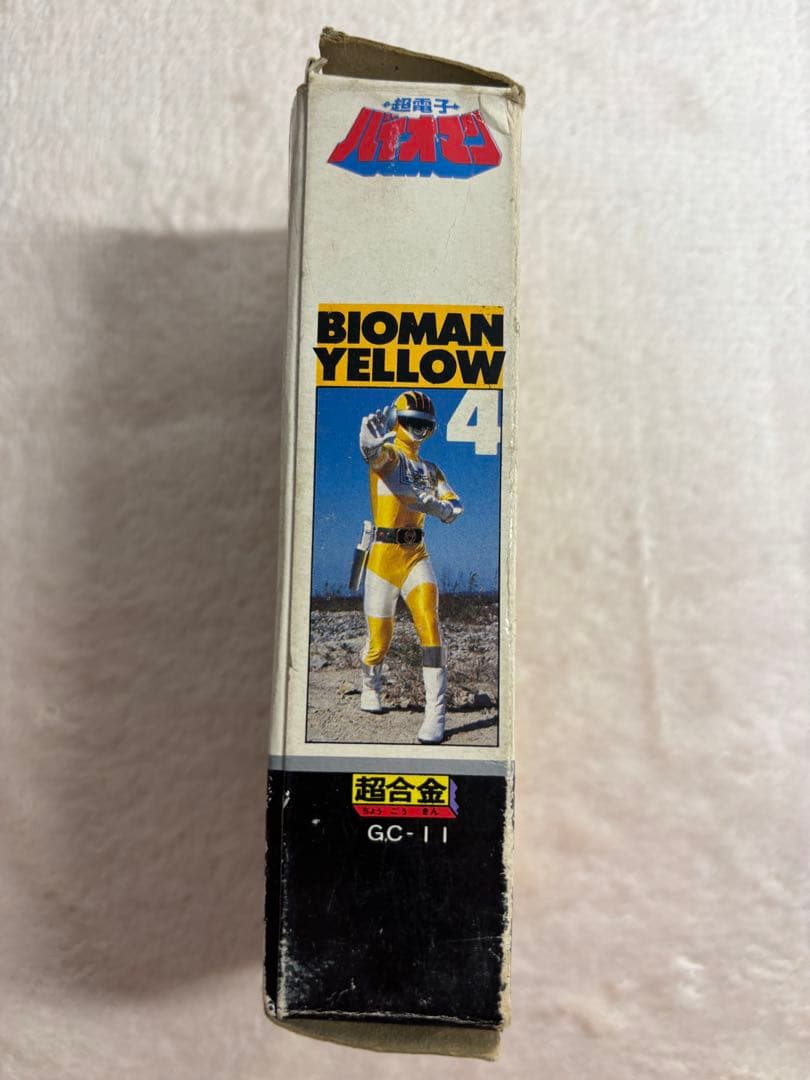 超電子
バイオマン
BIOMAN
YELLOW
4
超合金
ちょう ごう きん
G.C-11